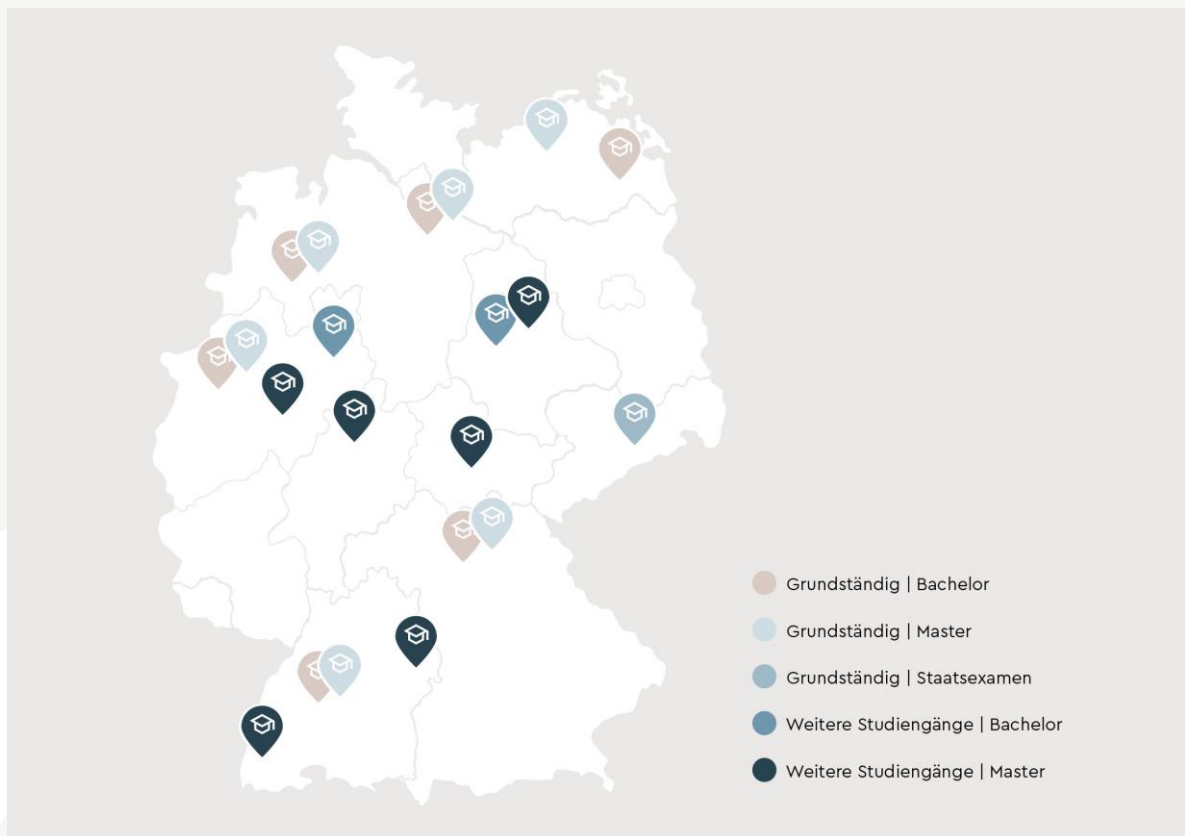 Grundständig | Bachelor
Grundständig | Master
Grundständig | Staatsexamen
Weitere Studiengänge | Bachelor
Weitere Studiengänge | Master